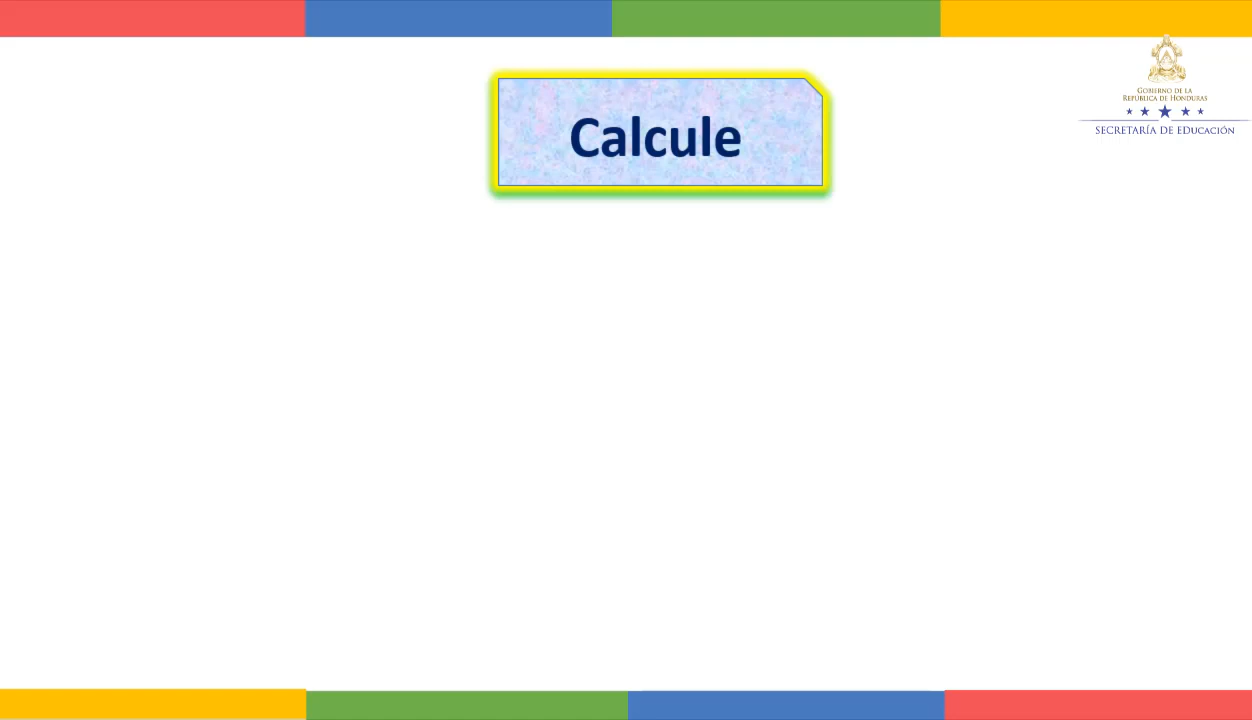 Calcule
GOBIERNO DE LA
REPÚBLICA DE HONDURAS
SECRETARÍA DE EDUCACIÓN